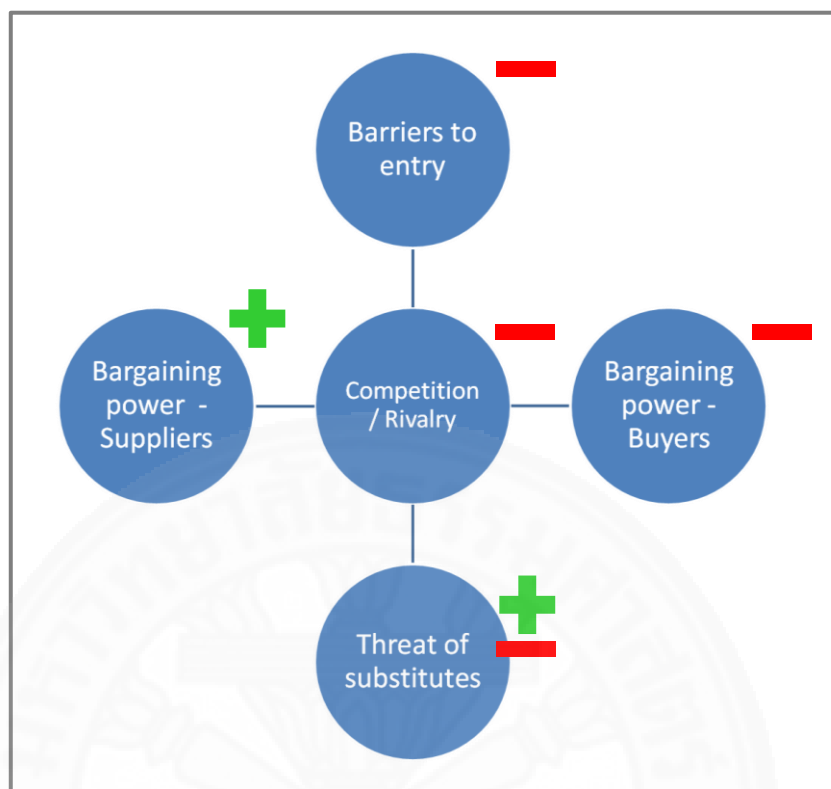 Barriers to
entry
Bargaining
power  -
Suppliers
Competition
/ Rivalry
Bargaining
power -
Buyers
Threat of
substitutes